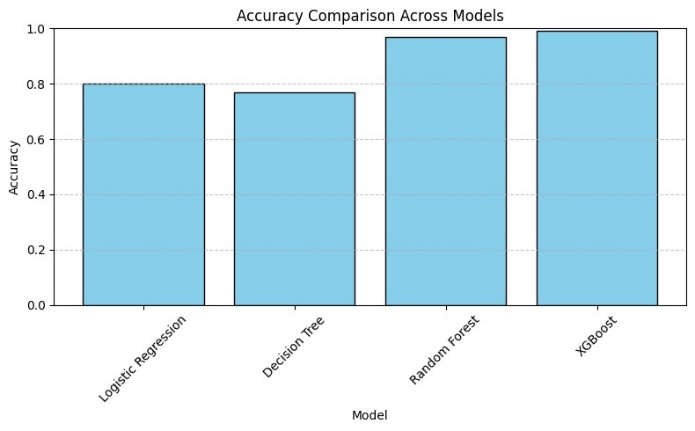 Accuracy Comparison Across Models
1.0
0.8
0.6
0.4
0.2
0.0
Accuracy
Logistic Regression
Decision Tree
Random Forest
XGBoost
Model